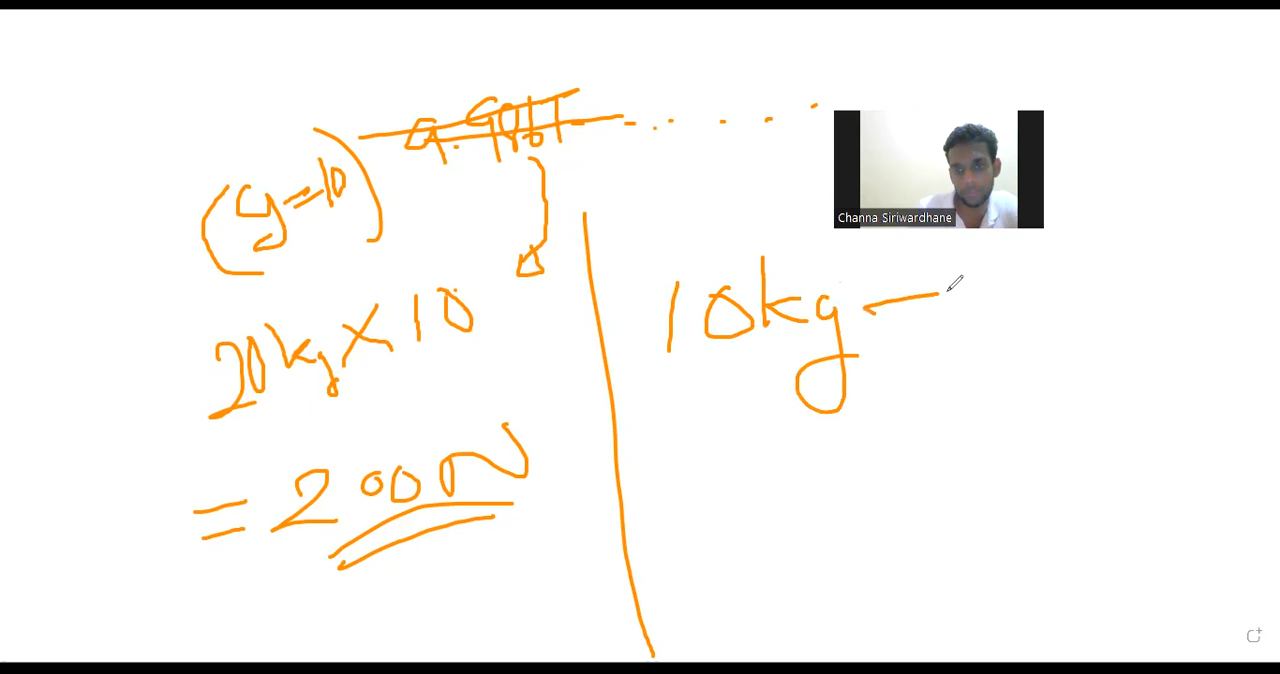 (g=10)
20kg × 10
= 200N
10kg
Channa Siriwardhane